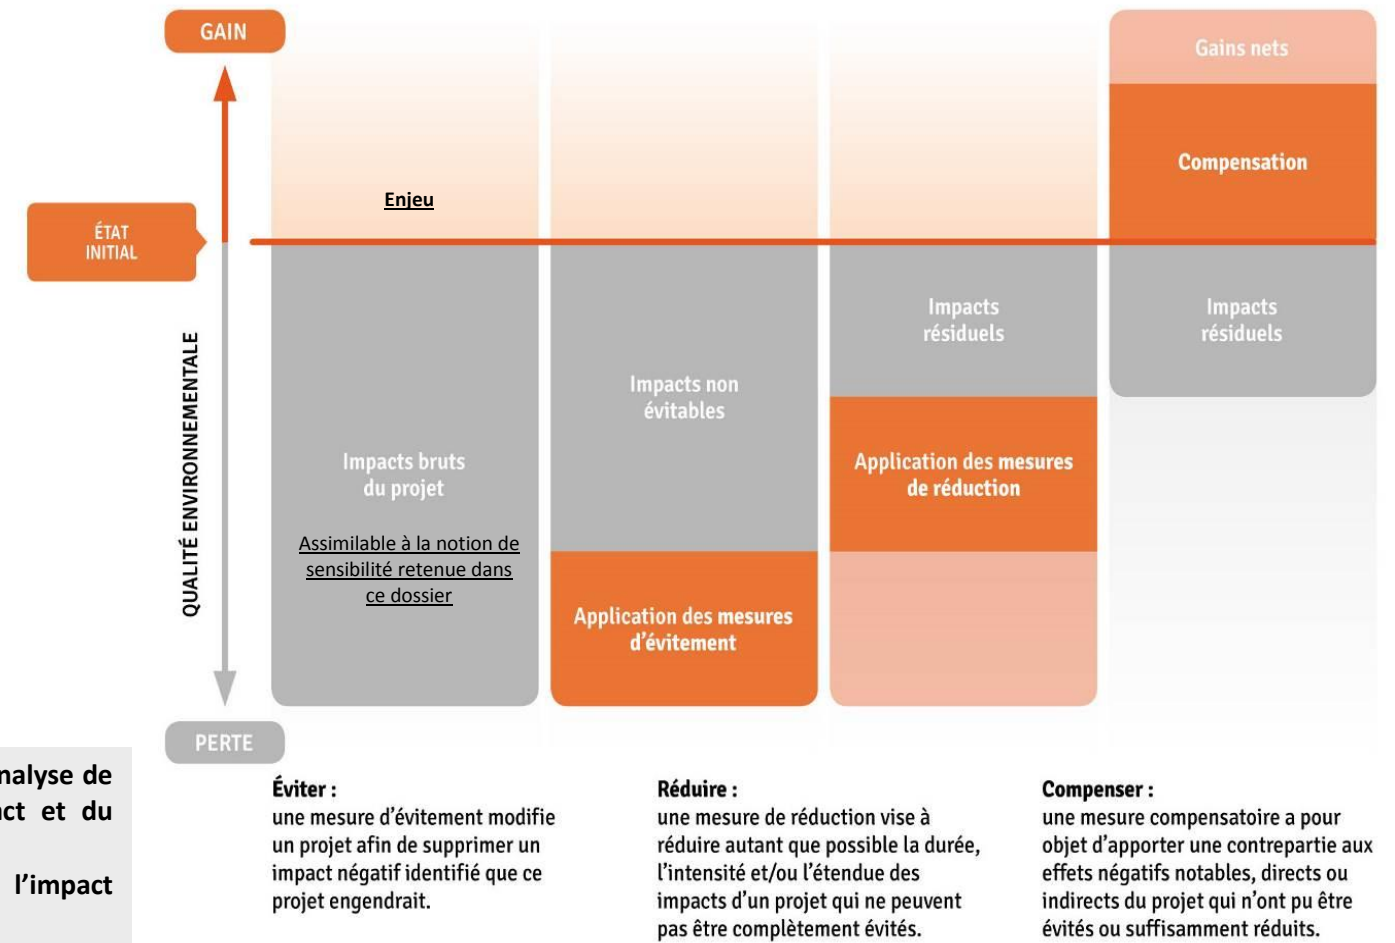 GAIN
Gains nets
Compensation
Enjeu
ÉTAT
INITIAL
Impacts
résiduels
Impacts
résiduels
Impacts non
évitables
Impacts bruts
du projet
Application des mesures
de réduction
Assimilable à la notion de
sensibilité retenue dans
ce dossier
Application des mesures
d'évitement
QUALITÉ ENVIRONNEMENTALE
PERTE
de
et du
l'impact
Éviter :
une mesure d'évitement modifie
un projet afin de supprimer un
impact négatif identifié que ce
projet engendrait.
Réduire :
une mesure de réduction vise à
réduire autant que possible la durée,
l'intensité et/ou l'étendue des
impacts d'un projet qui ne peuvent
pas être complètement évités.
Compenser :
une mesure compensatoire a pour
objet d'apporter une contrepartie aux
effets négatifs notables, directs ou
indirects du projet qui n'ont pu être
évités ou suffisamment réduits.